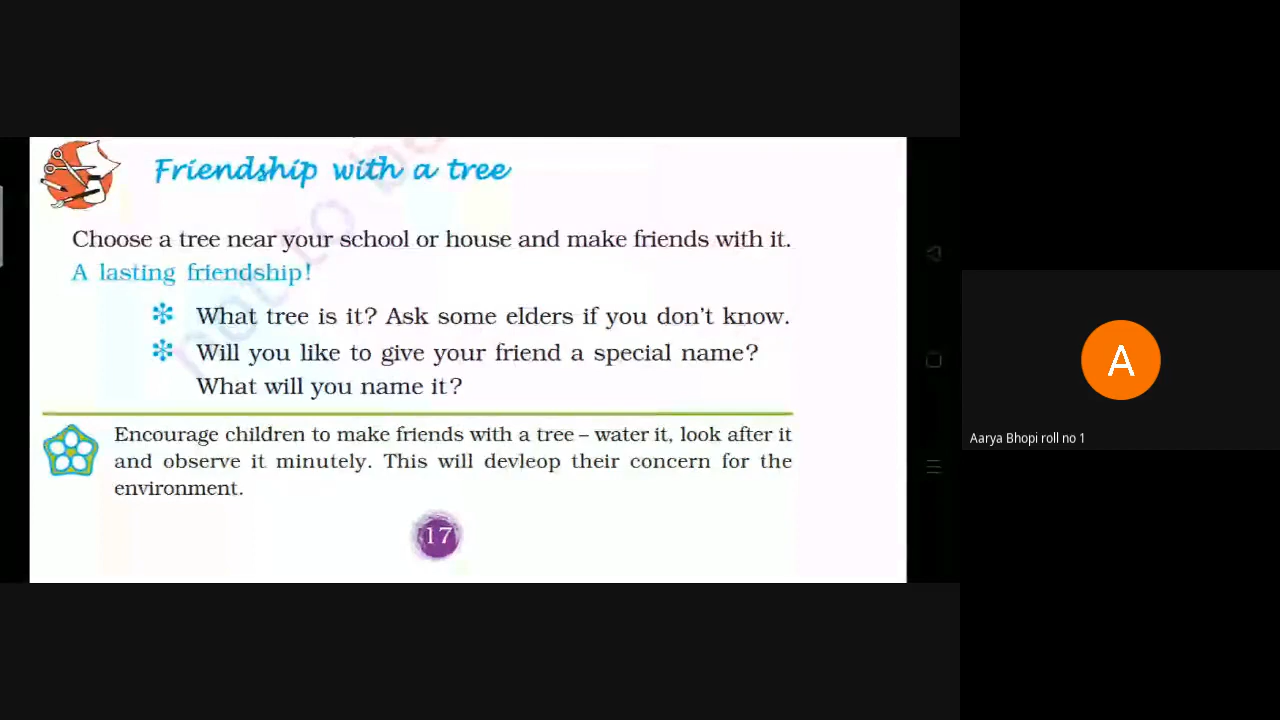 Friendship with a tree
Choose a tree near your school or house and make friends with it.
A lasting friendship!
What tree is it? Ask some elders if you don't know.
Will you like to give your friend a special name?
What will you name it?
Encourage children to make friends with a tree – water it, look after it
and observe it minutely. This will devleop their concern for the
environment.
17
not to be
A
Aarya Bhopi roll no 1